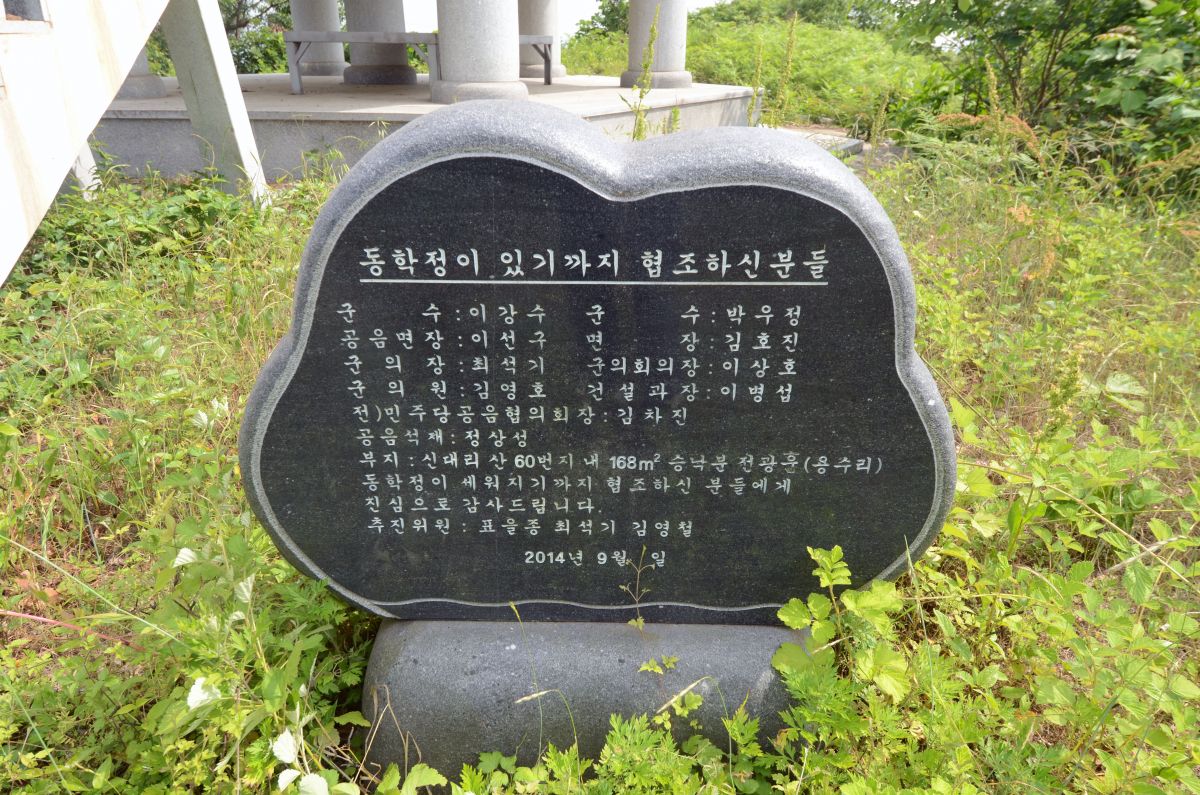 동학정이 있기까지 협조하신분들
군 수 : 이강수 군 수 : 박우정
공음면장 : 이선구 면 장 : 김호진
군 의 장 : 최석기 군의회의장 : 이상호
군 의 원 : 김영호 건설과장 : 이병섭
전)민주당공음협의회장 : 김차진
공음석재 : 정상성
부지 : 신대리 산 60번지 내 168m² 승낙분 전광훈(용수리)
동학정이 세워지기까지 협조하신 분들에게
진심으로 감사드립니다.
추진위원 : 표을종 최석기 김영철
2014년 9월 일